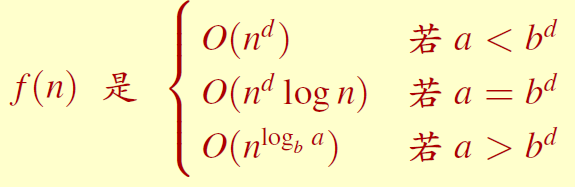 O(n^d) 若 a < b^d
f(n) 是 O(n^d log n) 若 a = b^d
O(n^{log_b a}) 若 a > b^d